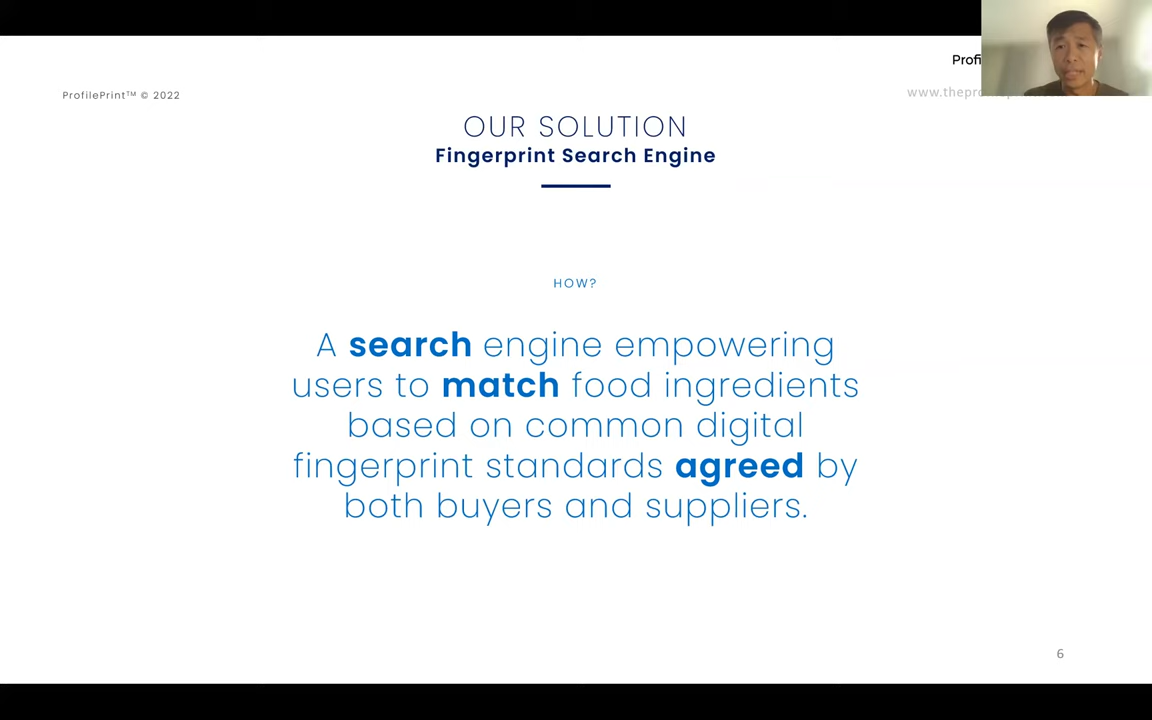 ProfilePrint™ © 2022
OUR SOLUTION
Fingerprint Search Engine
HOW?
A search engine empowering
users to match food ingredients
based on common digital
fingerprint standards agreed by
both buyers and suppliers.
6